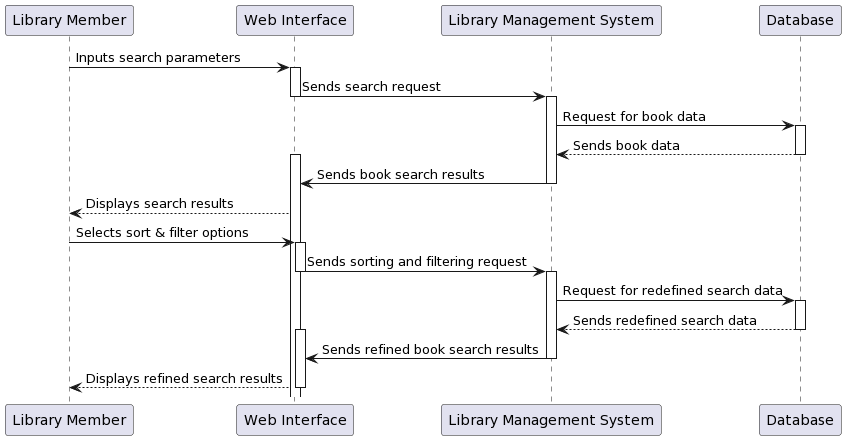 Library Member
Web Interface
Library Management System
Database
Inputs search parameters
Sends search request
Request for book data
Sends book data
Sends book search results
Displays search results
Selects sort & filter options
Sends sorting and filtering request
Request for redefined search data
Sends redefined search data
Sends refined book search results
Displays refined search results
Library Member
Web Interface
Library Management System
Database